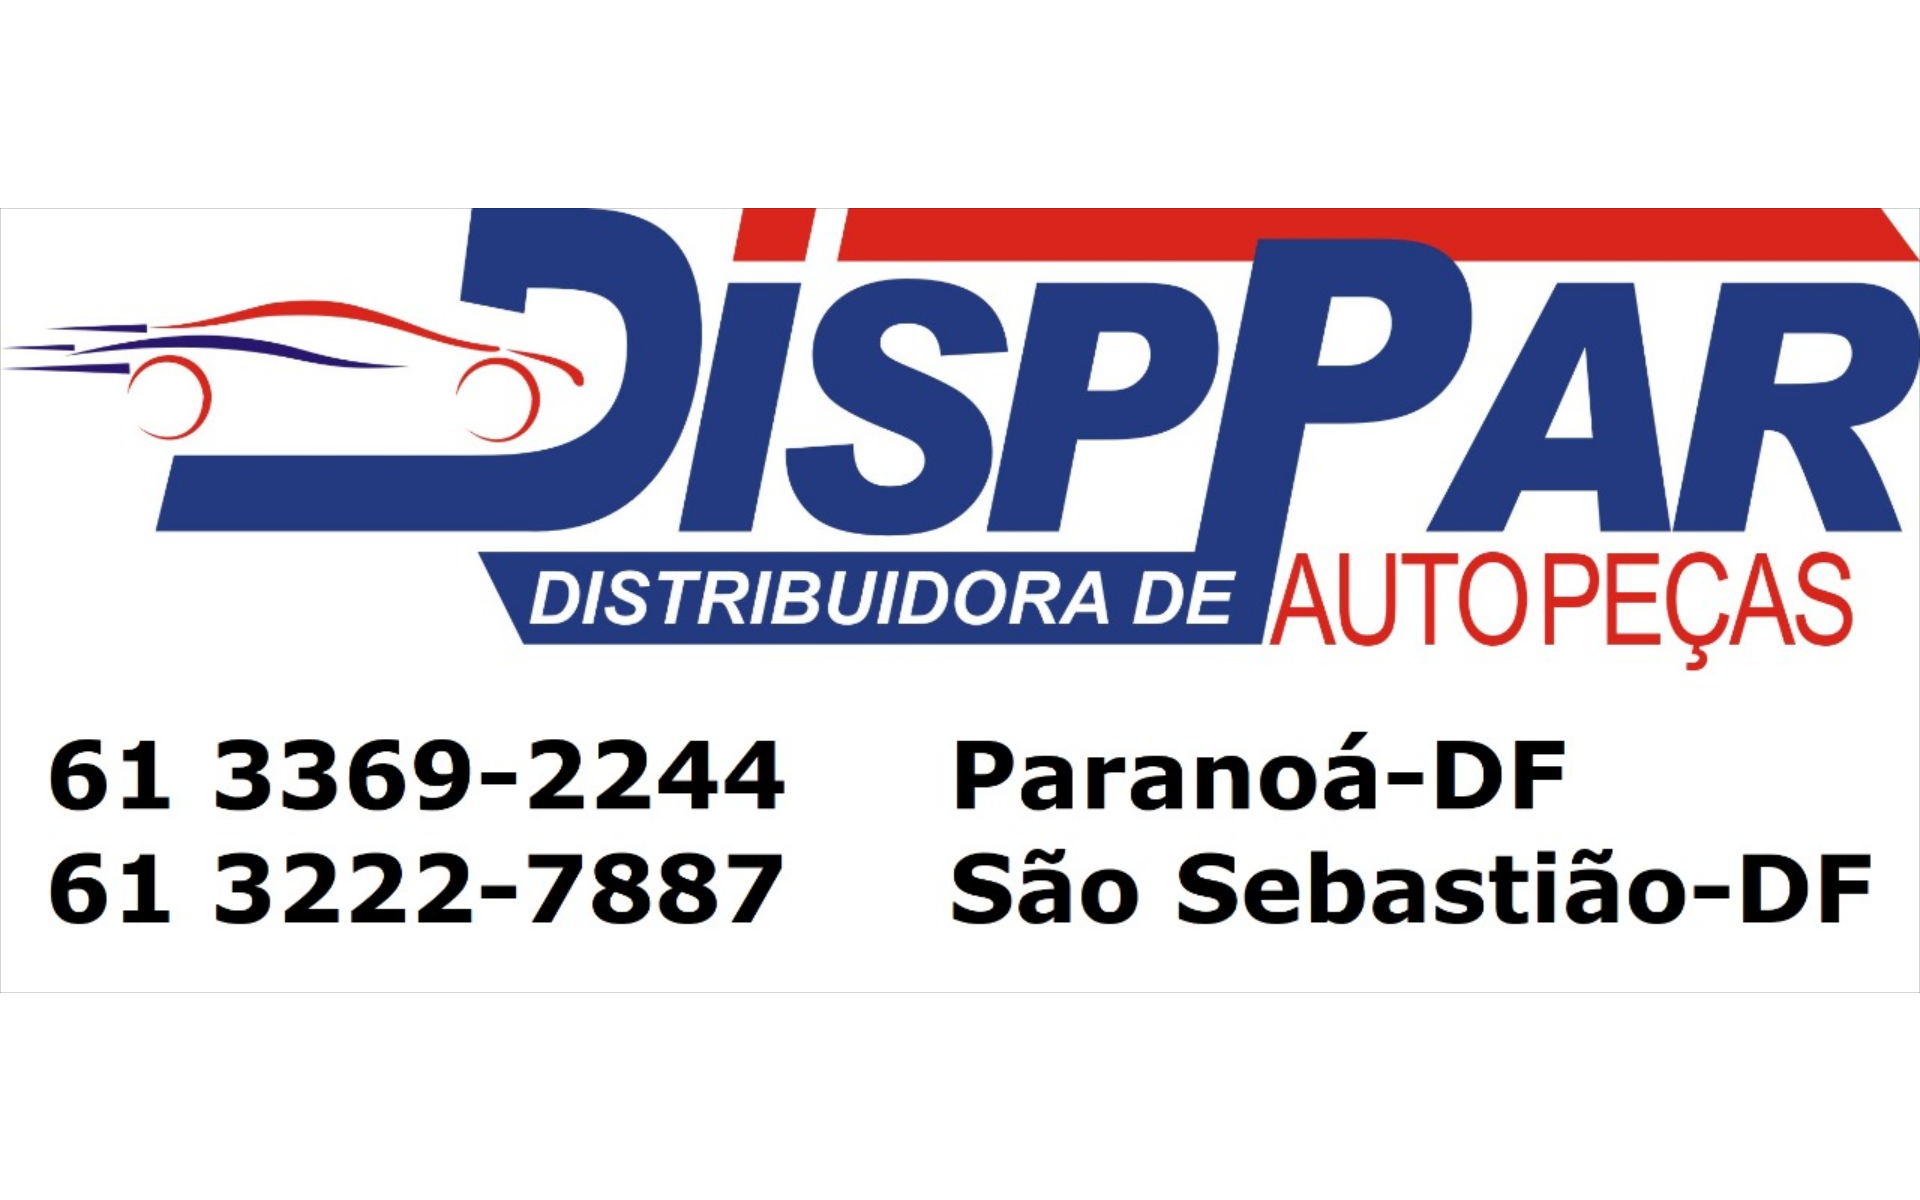 DISPPAR
DISTRIBUIDORA DE AUTOPEÇAS
61 3369-2244 Paranoá-DF
61 3222-7887 São Sebastião-DF